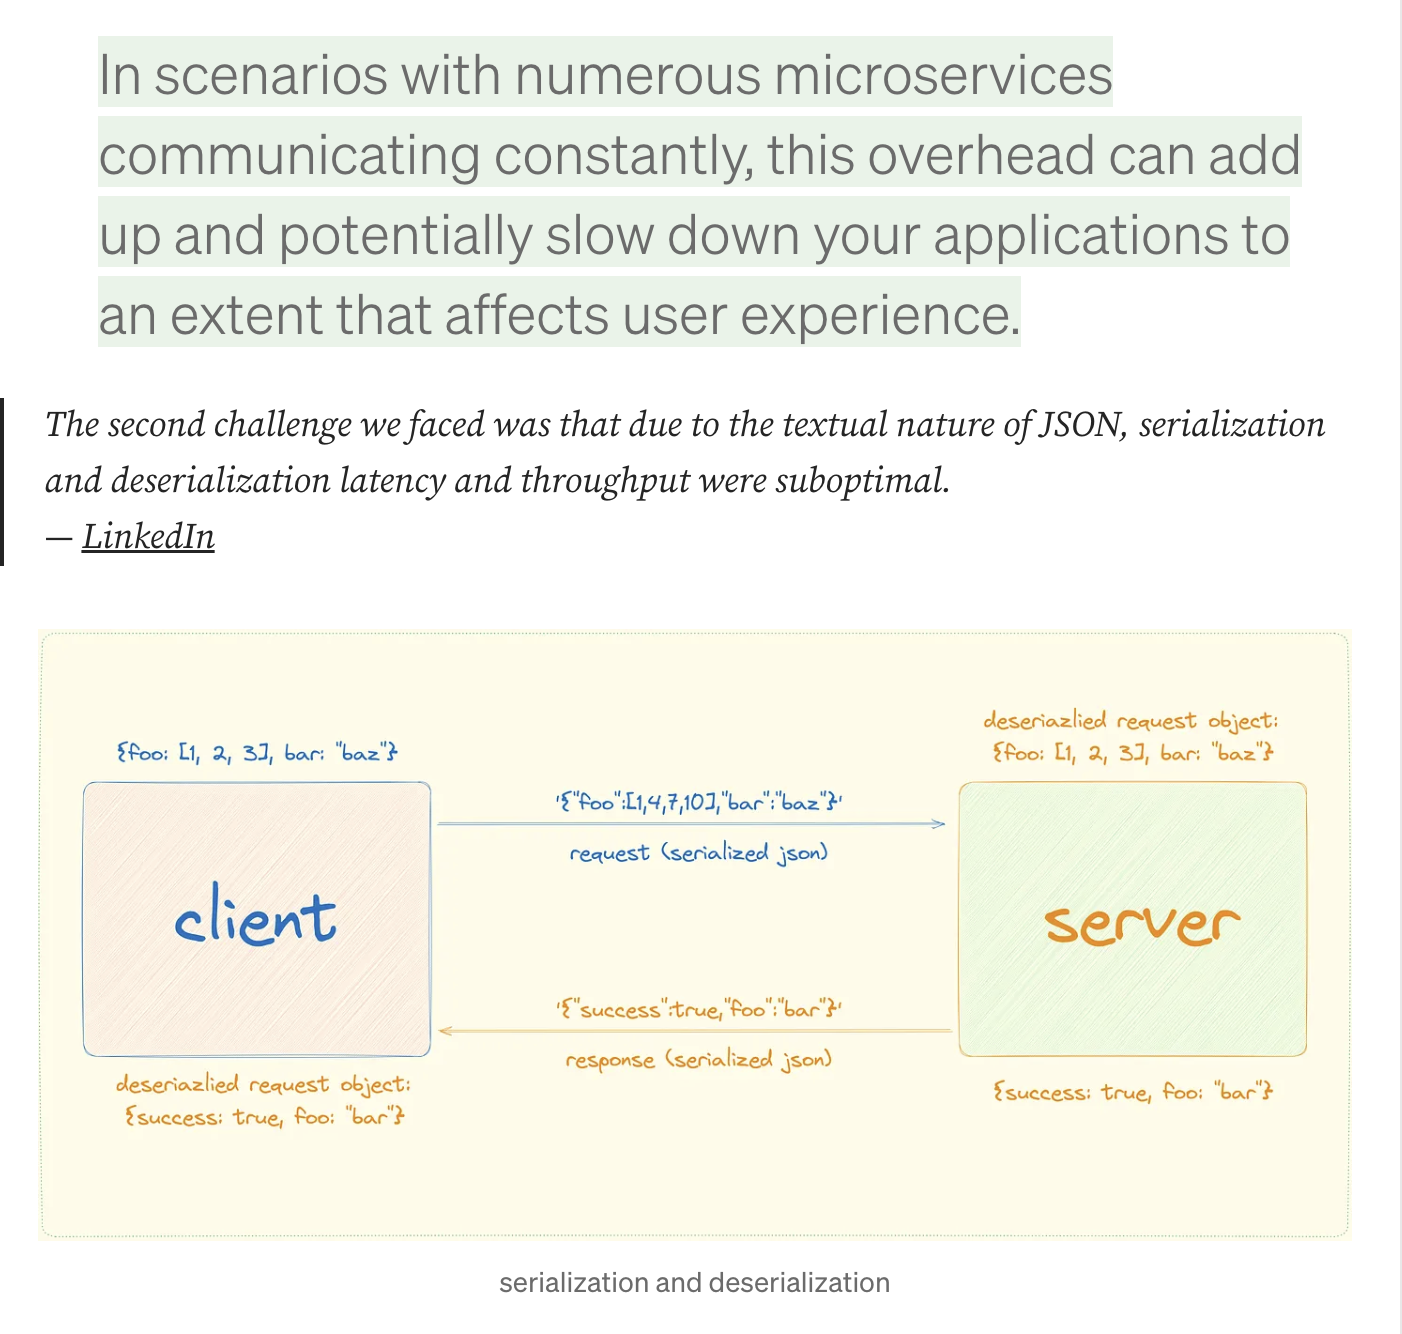 In scenarios with numerous microservices
communicating constantly, this overhead can add
up and potentially slow down your applications to
an extent that affects user experience.
The second challenge we faced was that due to the textual nature of JSON, serialization
and deserialization latency and throughput were suboptimal.
— LinkedIn
{foo: [1, 2, 3], bar: "baz"}
deseriazlied request object:
{foo: [1, 2, 3], bar: "baz"}
'{"foo":[1,4,7,10],"bar":"baz"}'
request (serialized json)
client
server
'{"success":true,"foo":"bar"}'
response (serialized json)
deseriazlied request object:
{success: true, foo: "bar"}
{success: true, foo: "bar"}
serialization and deserialization